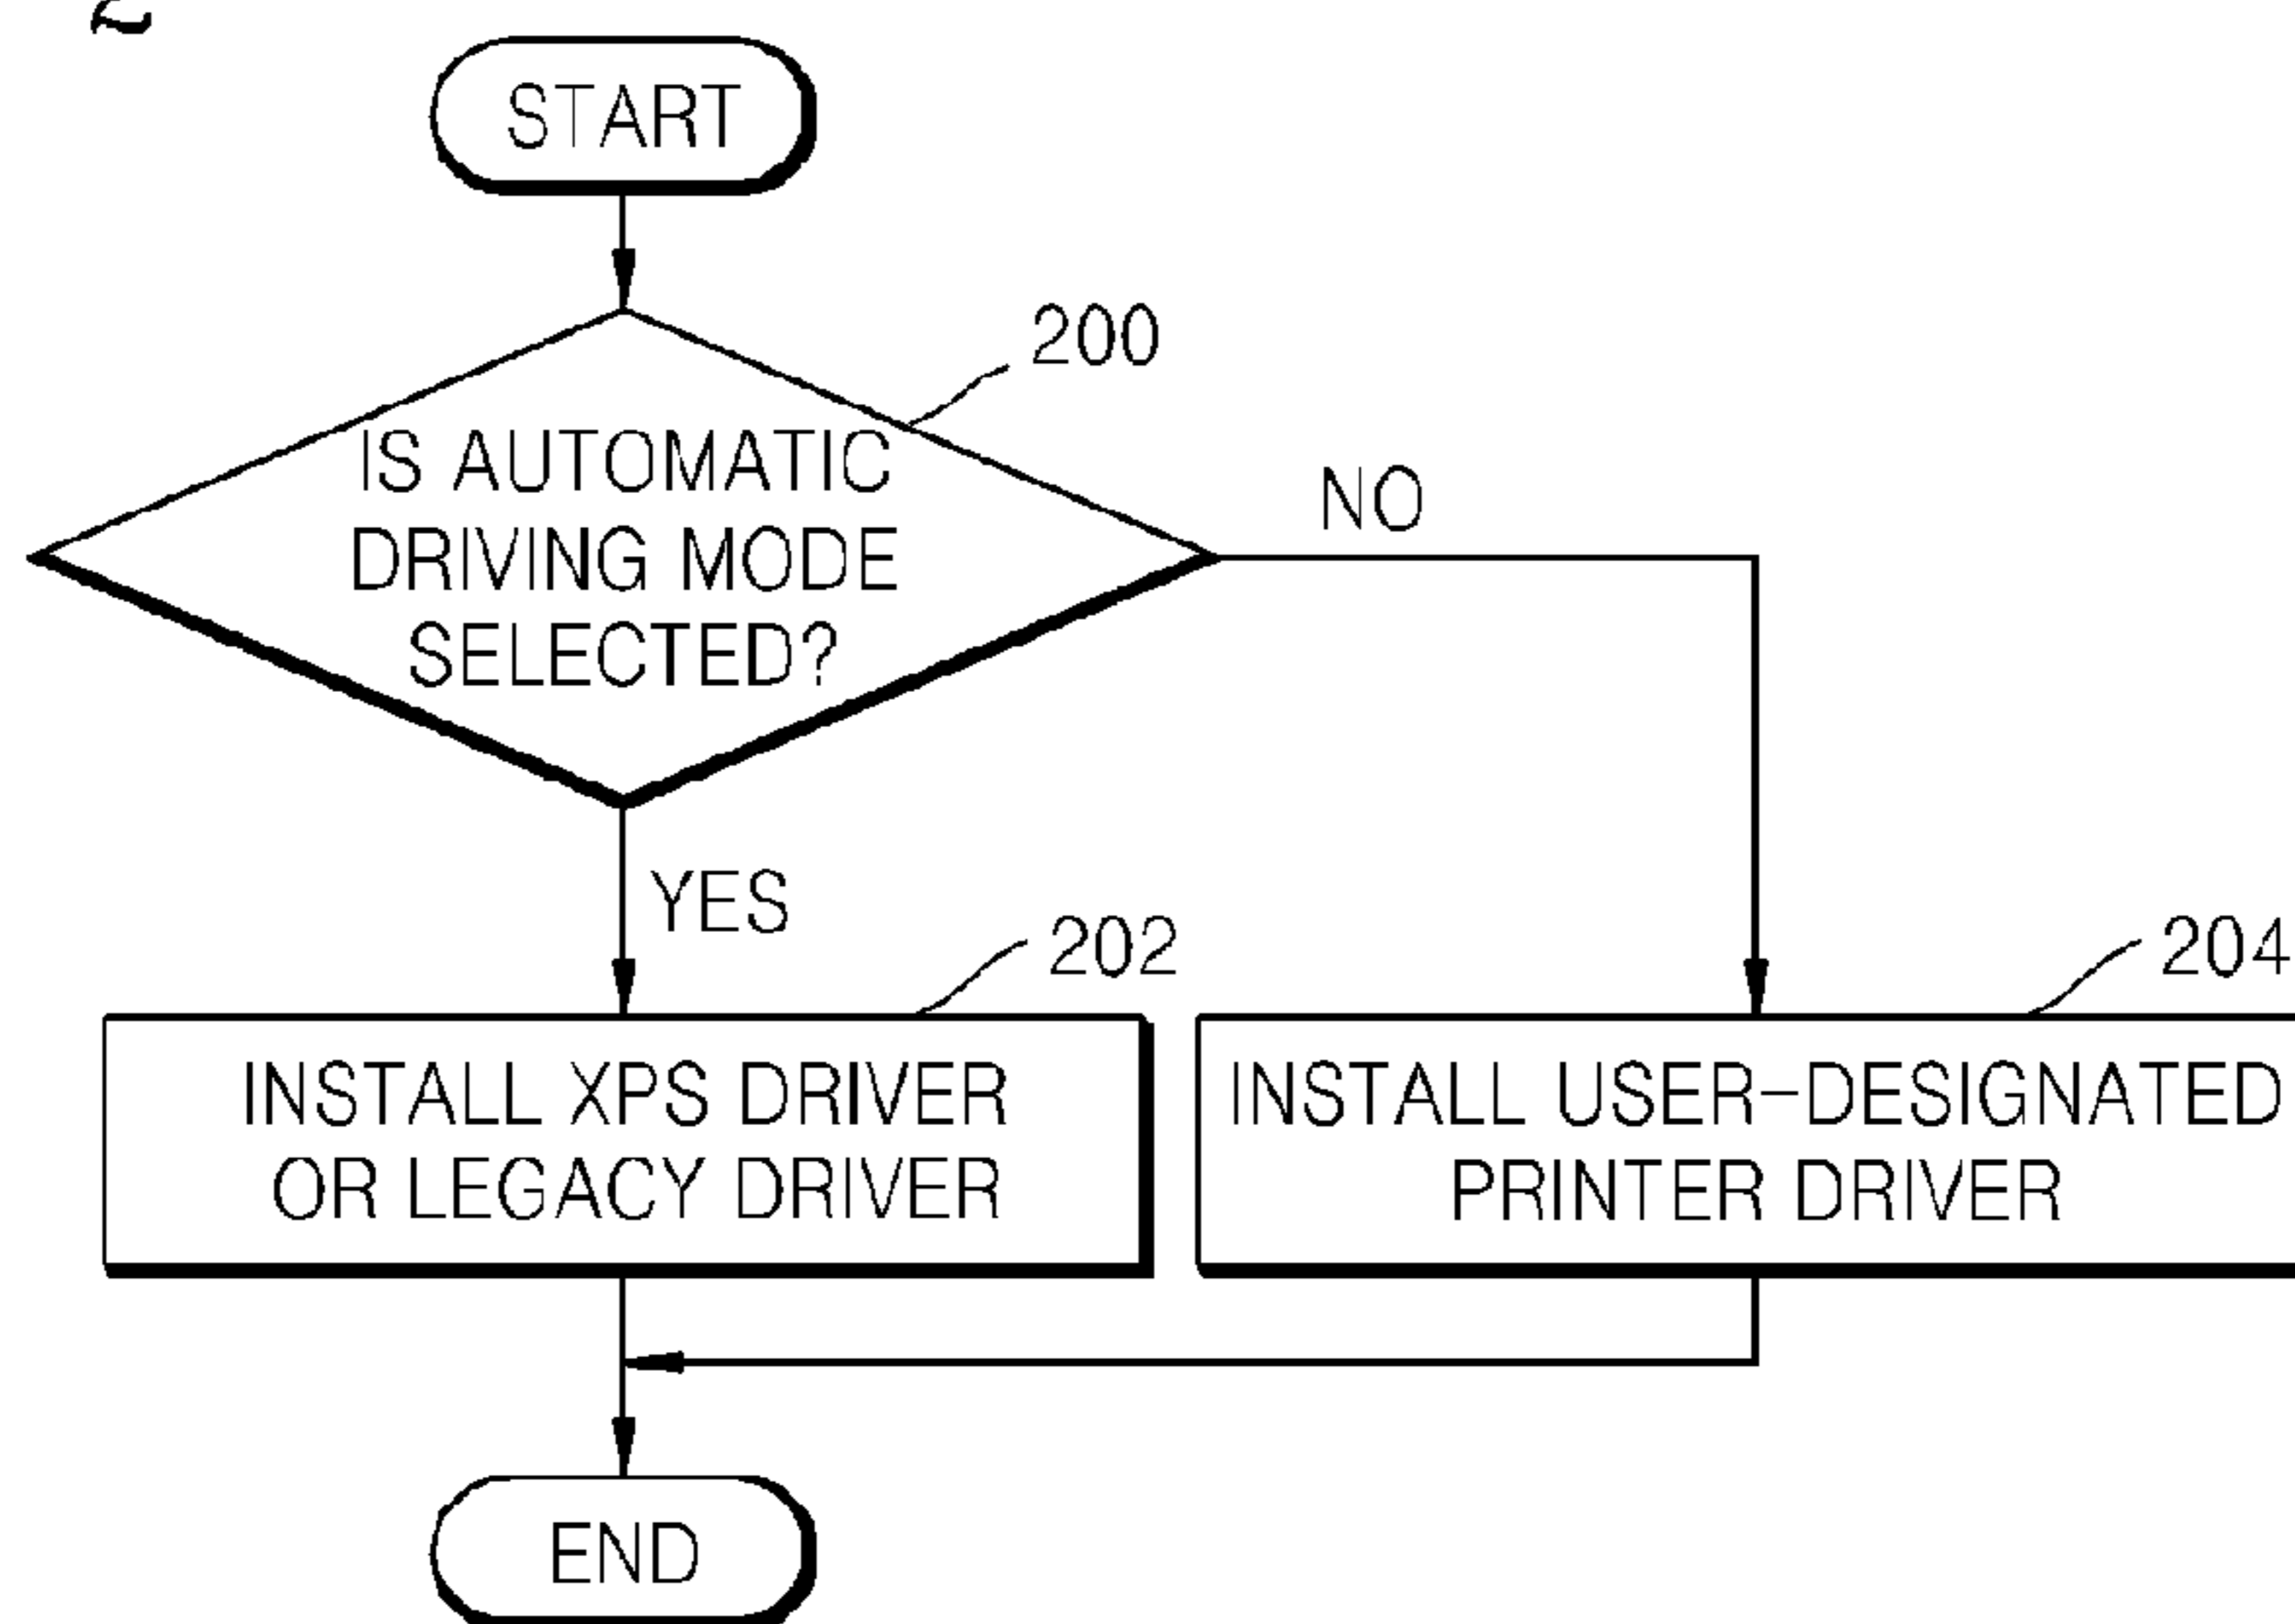 START
200
IS AUTOMATIC
DRIVING MODE
SELECTED?
NO
YES
202
204
INSTALL XPS DRIVER
OR LEGACY DRIVER
INSTALL USER-DESIGNATED
PRINTER DRIVER
END